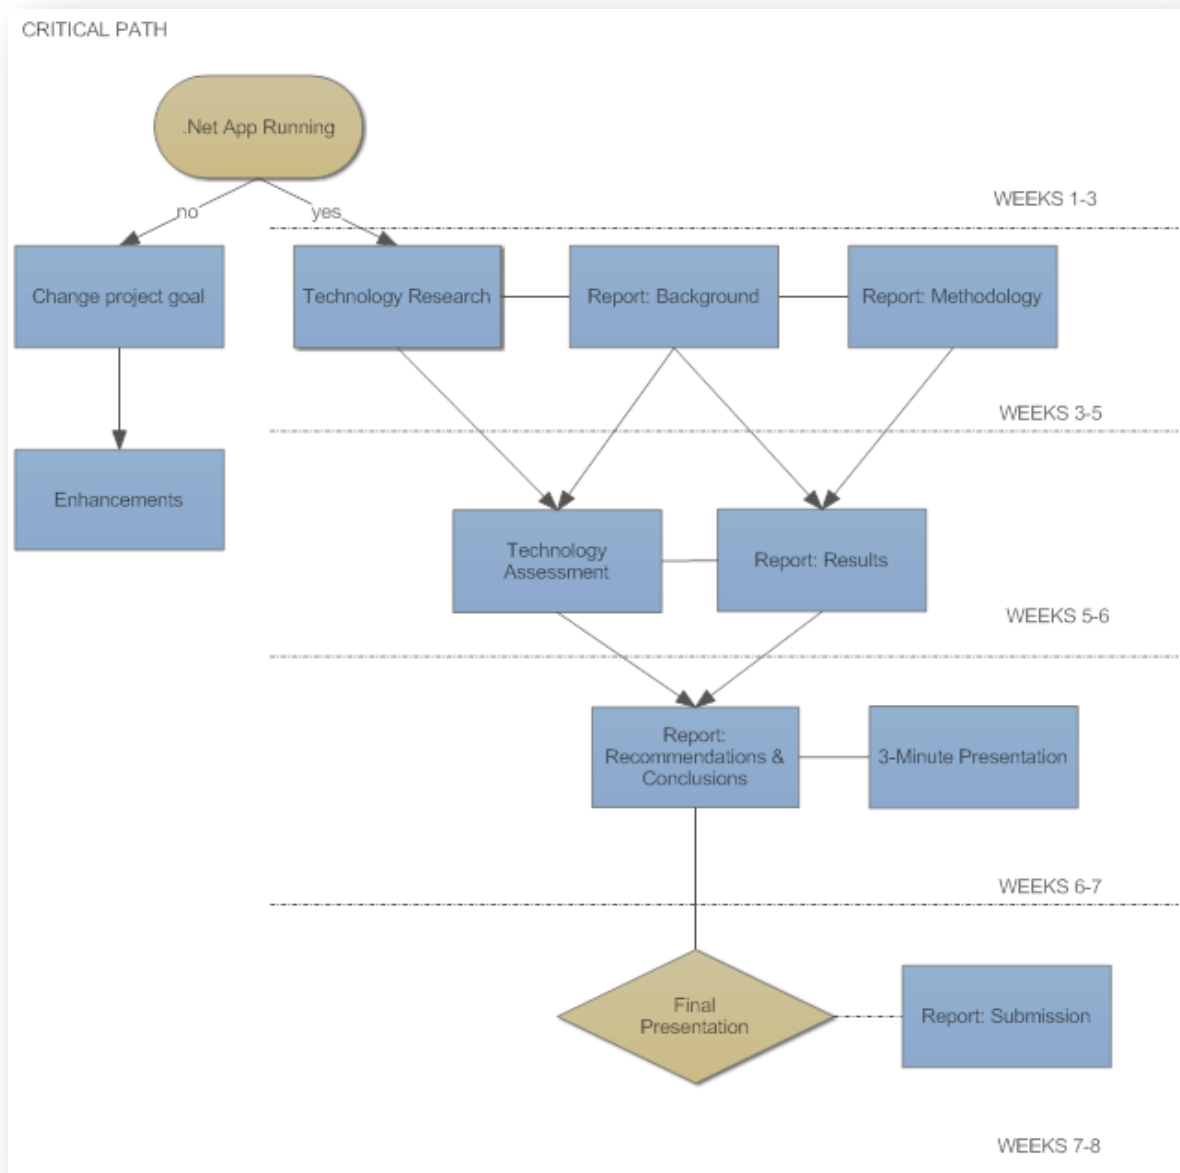 CRITICAL PATH
.Net App Running
no
yes
WEEKS 1-3
Change project goal
Technology Research
Report: Background
Report: Methodology
WEEKS 3-5
Enhancements
Technology
Assessment
Report: Results
WEEKS 5-6
Report:
Recommendations &
Conclusions
3-Minute Presentation
WEEKS 6-7
Final
Presentation
Report: Submission
WEEKS 7-8